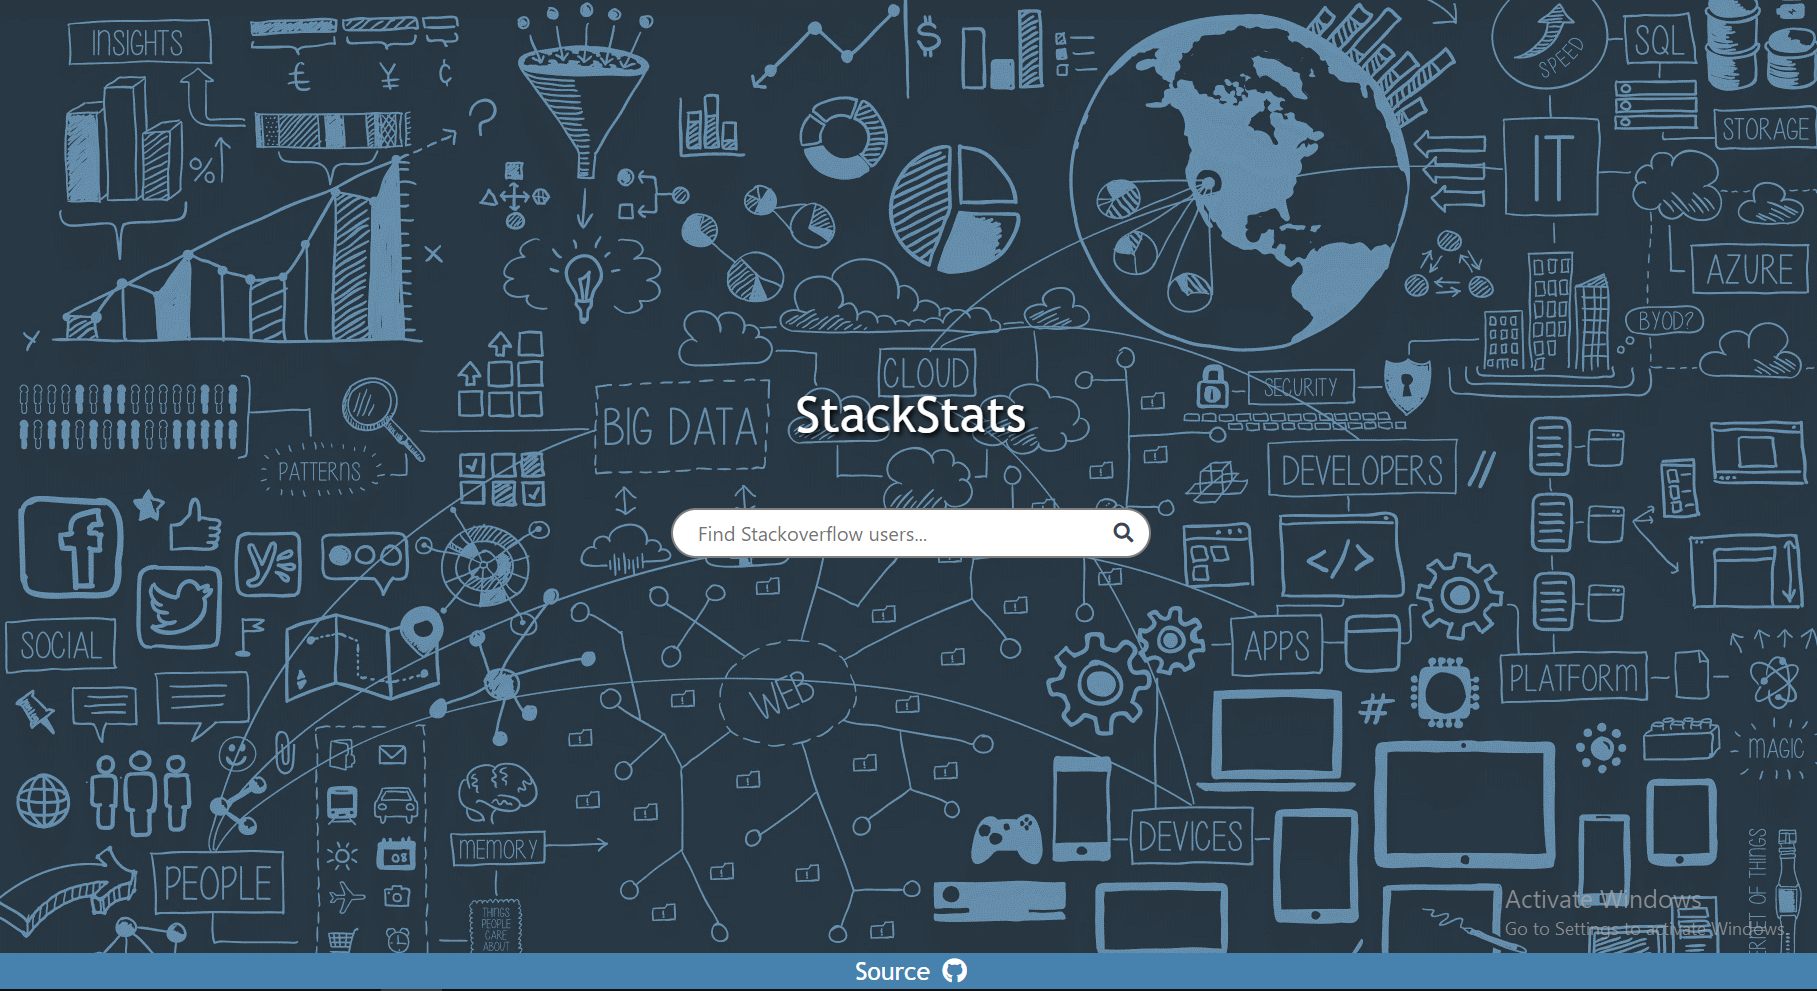 INSIGHTS
€ ¥ ¢
$
?
%
SPEED
SQL
STORAGE
IT
AZURE
BYOD?
CLOUD
SECURITY
BIG DATA
StackStats
DEVELOPERS //
PATTERNS
Find Stackoverflow users...
</>
f
y
SOCIAL
APPS
PLATFORM
WEB
#
MAGIC
MEMORY
DEVICES
08
PEOPLE
THINGS
PEOPLE
CARE
ABOUT
OF THINGS
Activate Windows
Go to Settings to activate Windows.
Source